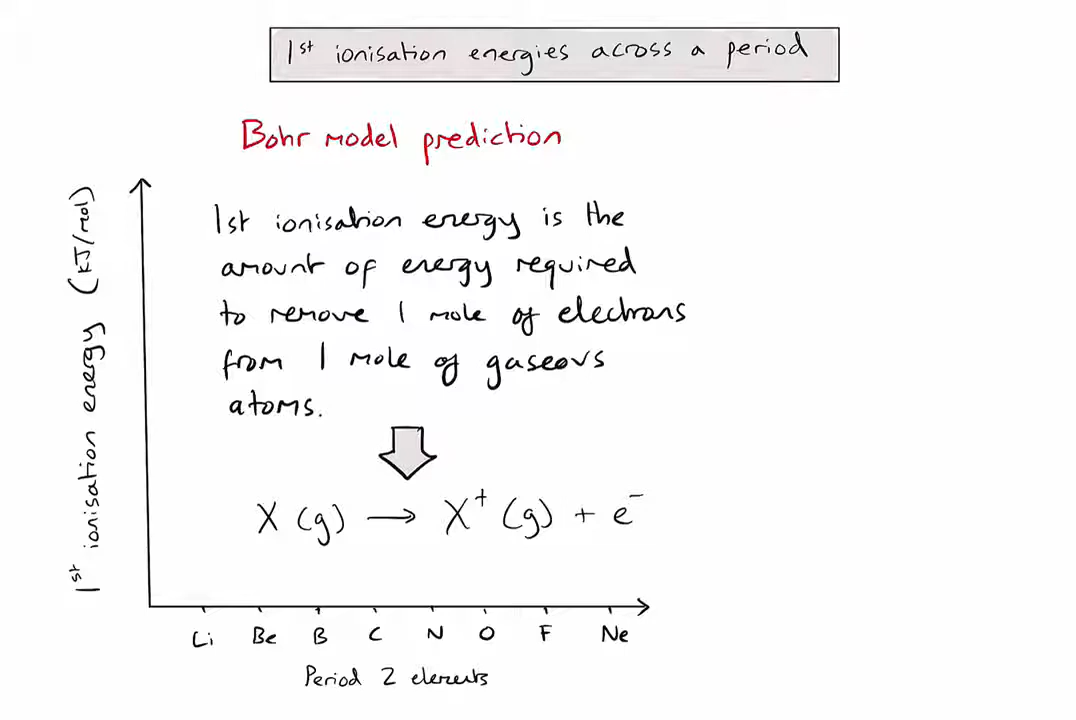 1st ionisation energies across a period
Bohr model prediction
1st ionisation energy is the
amount of energy required
to remove 1 mole of electrons
from 1 mole of gaseous
atoms.
X (g) → X⁺ (g) + e⁻
1st ionisation energy (kJ/mol)
Li Be B C N O F Ne
Period 2 elements